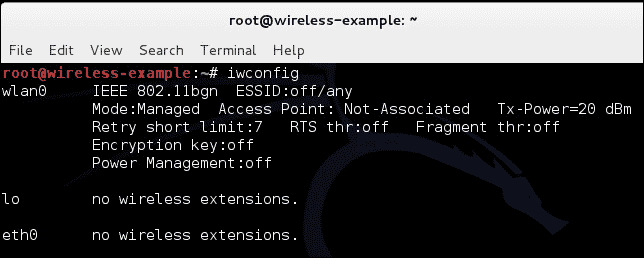 root@wireless-example: ~
File Edit View Search Terminal Help
root@wireless-example:~# iwconfig
wlan0     IEEE 802.11bgn  ESSID:off/any
          Mode:Managed  Access Point: Not-Associated   Tx-Power=20 dBm
          Retry short limit:7   RTS thr:off   Fragment thr:off
          Encryption key:off
          Power Management:off
lo        no wireless extensions.
eth0      no wireless extensions.